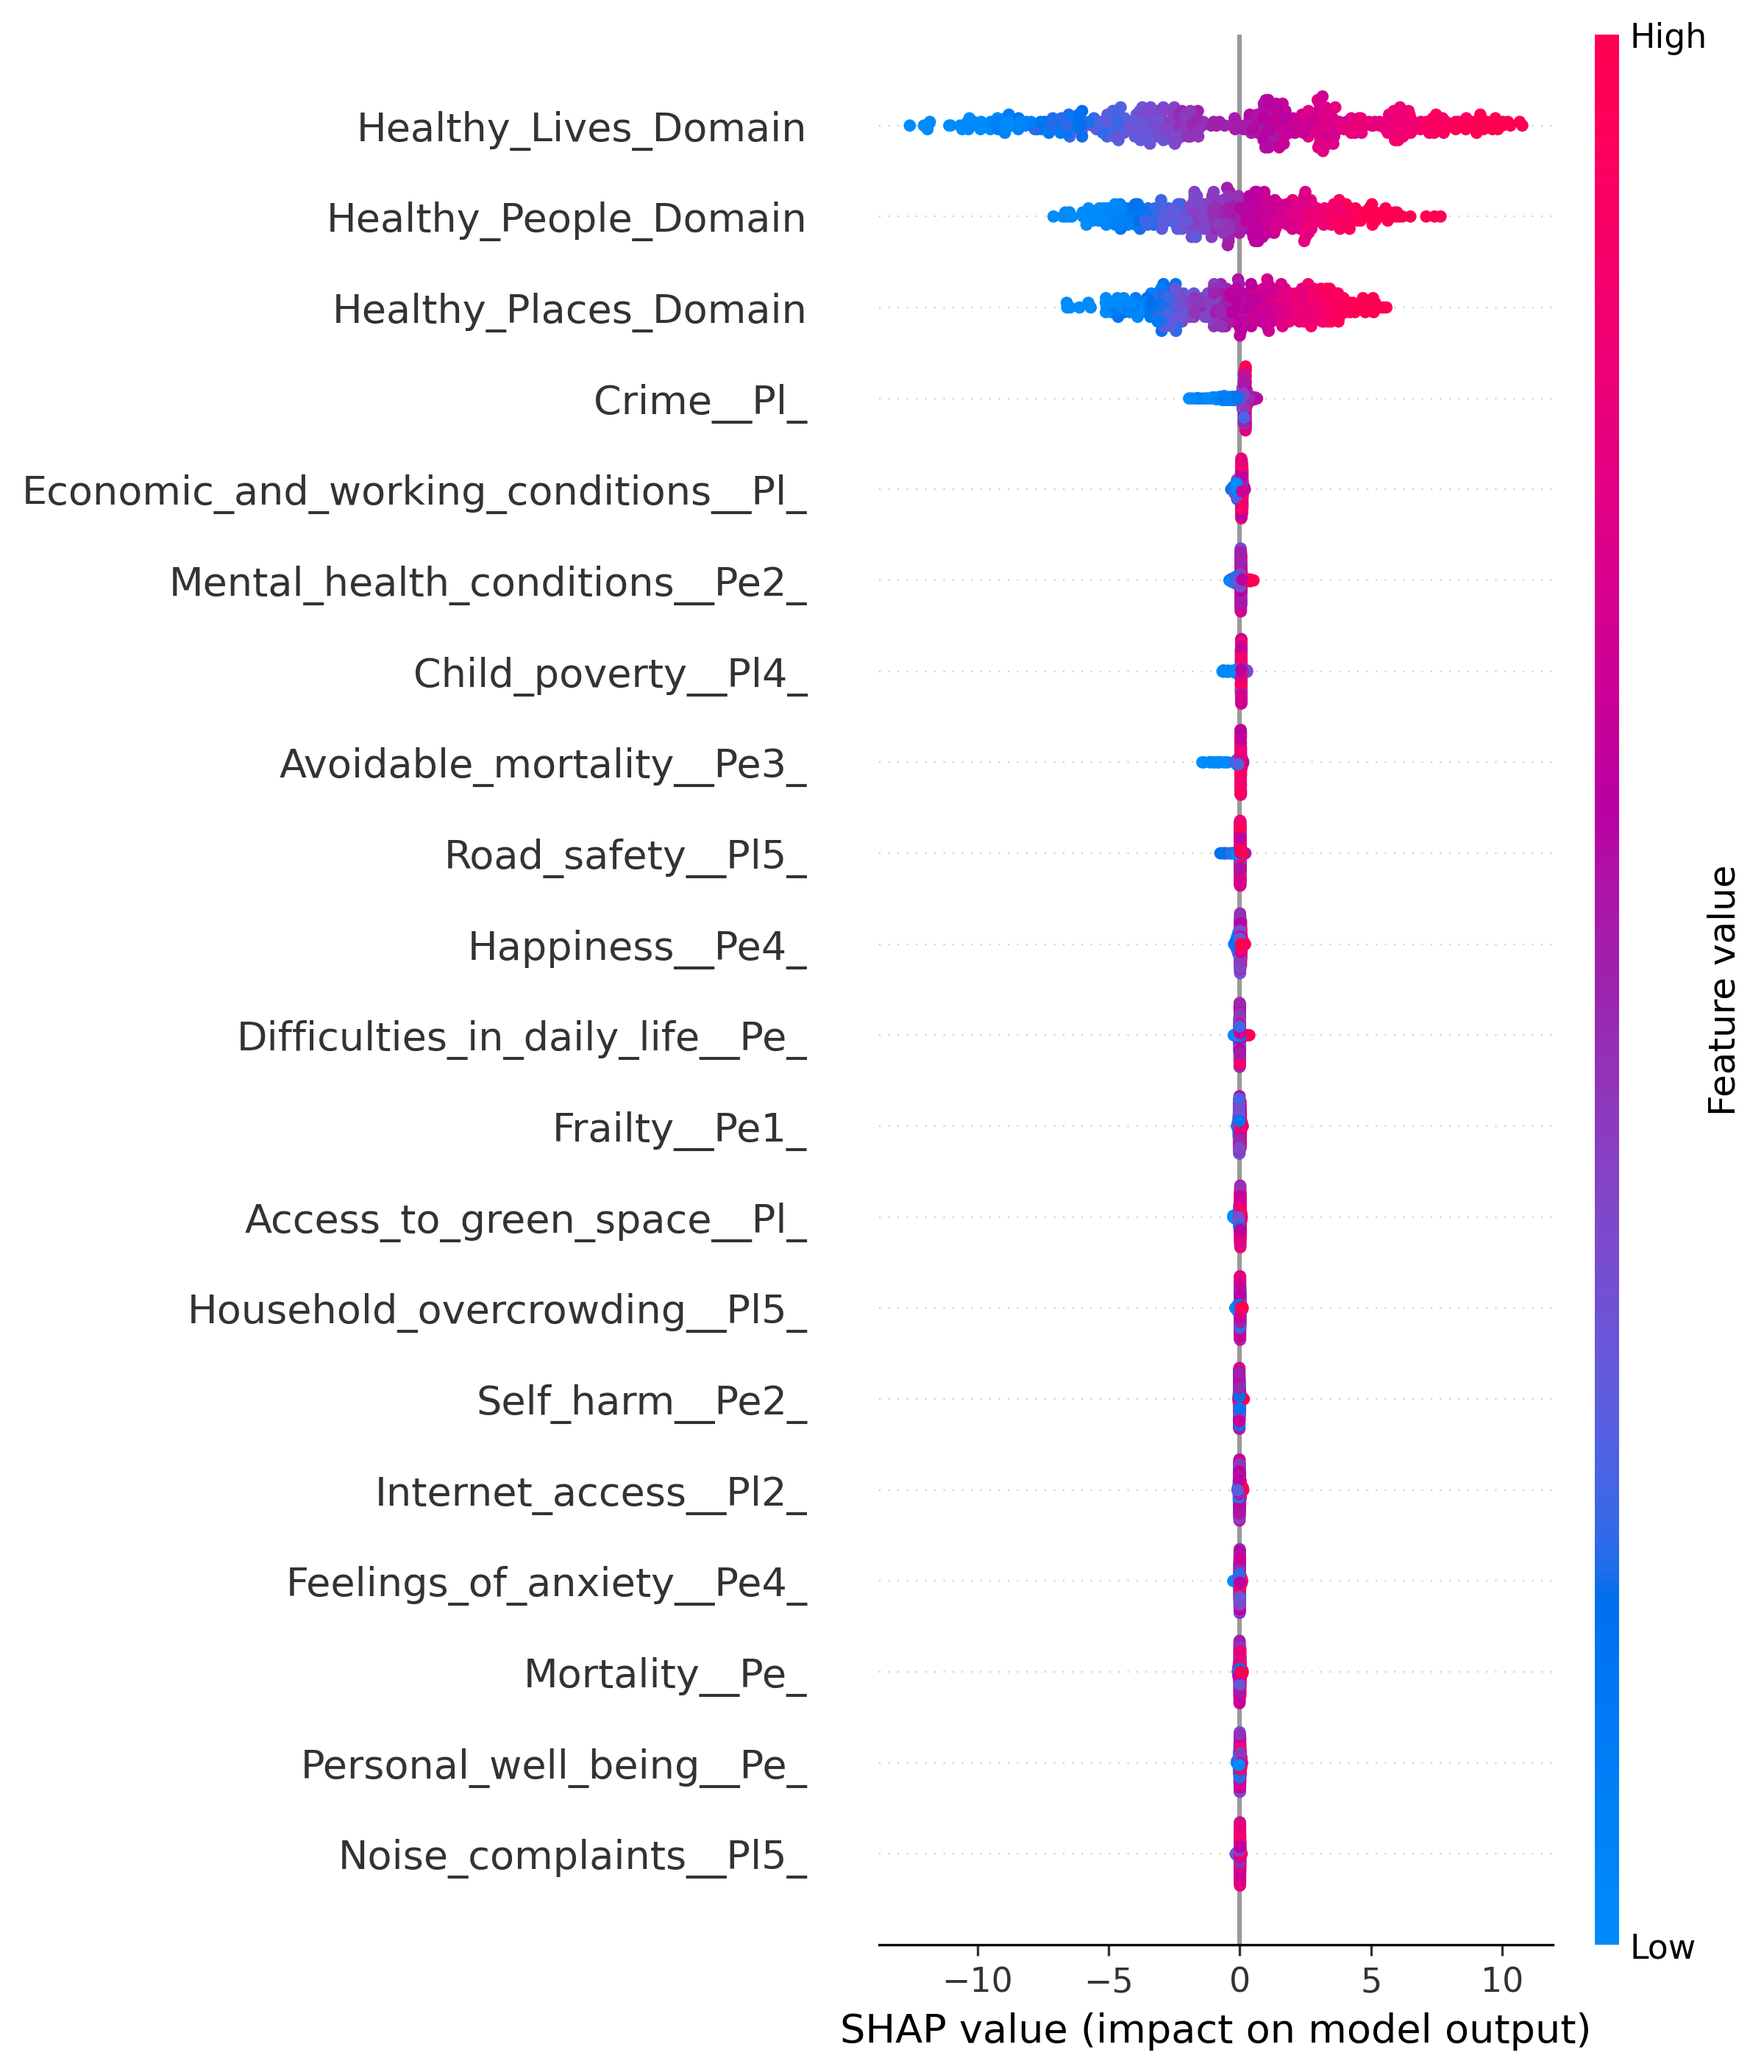 High
Healthy_Lives_Domain
Healthy_People_Domain
Healthy_Places_Domain
Crime__Pl_
Economic_and_working_conditions__Pl_
Mental_health_conditions__Pe2_
Child_poverty__Pl4_
Avoidable_mortality__Pe3_
Road_safety__Pl5_
Happiness__Pe4_
Difficulties_in_daily_life__Pe_
Frailty__Pe1_
Access_to_green_space__Pl_
Household_overcrowding__Pl5_
Self_harm__Pe2_
Internet_access__Pl2_
Feelings_of_anxiety__Pe4_
Mortality__Pe_
Personal_well_being__Pe_
Noise_complaints__Pl5_
Feature value
Low
−10 −5 0 5 10
SHAP value (impact on model output)